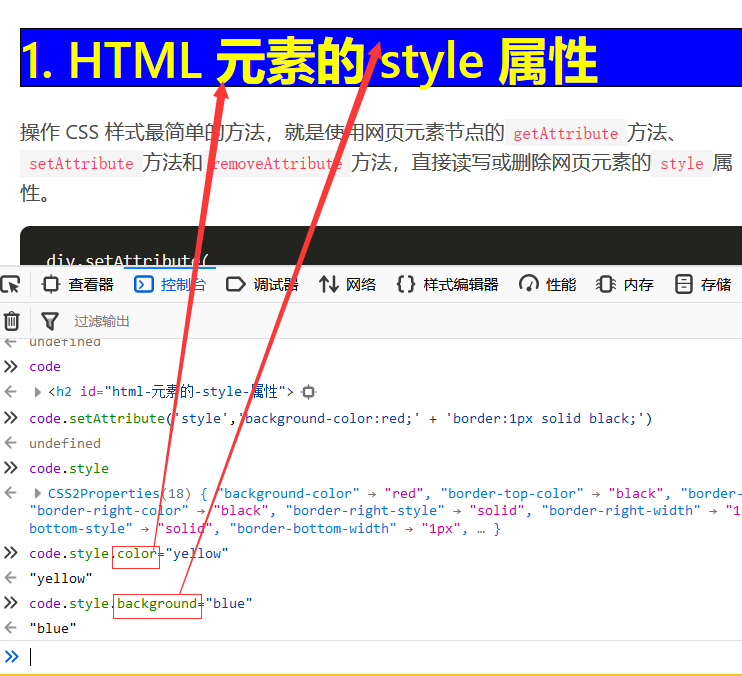 1. HTML 元素的 style 属性
操作 CSS 样式最简单的方法，就是使用网页元素节点的 getAttribute 方法、
setAttribute 方法和 removeAttribute 方法，直接读写或删除网页元素的 style 属
性。
div.setAttribute(
查看器 控制台 调试器 网络 样式编辑器 性能 内存 存储
过滤输出
undefined
code
<h2 id="html-元素的-style-属性">
code.setAttribute('style','background-color:red;' + 'border:1px solid black;')
undefined
code.style
CSS2Properties(18) { "background-color" → "red", "border-top-color" → "black", "border-
"border-right-color" → "black", "border-right-style" → "solid", "border-right-width" → "1
bottom-style" → "solid", "border-bottom-width" → "1px", … }
code.style.color="yellow"
"yellow"
code.style.background="blue"
"blue"